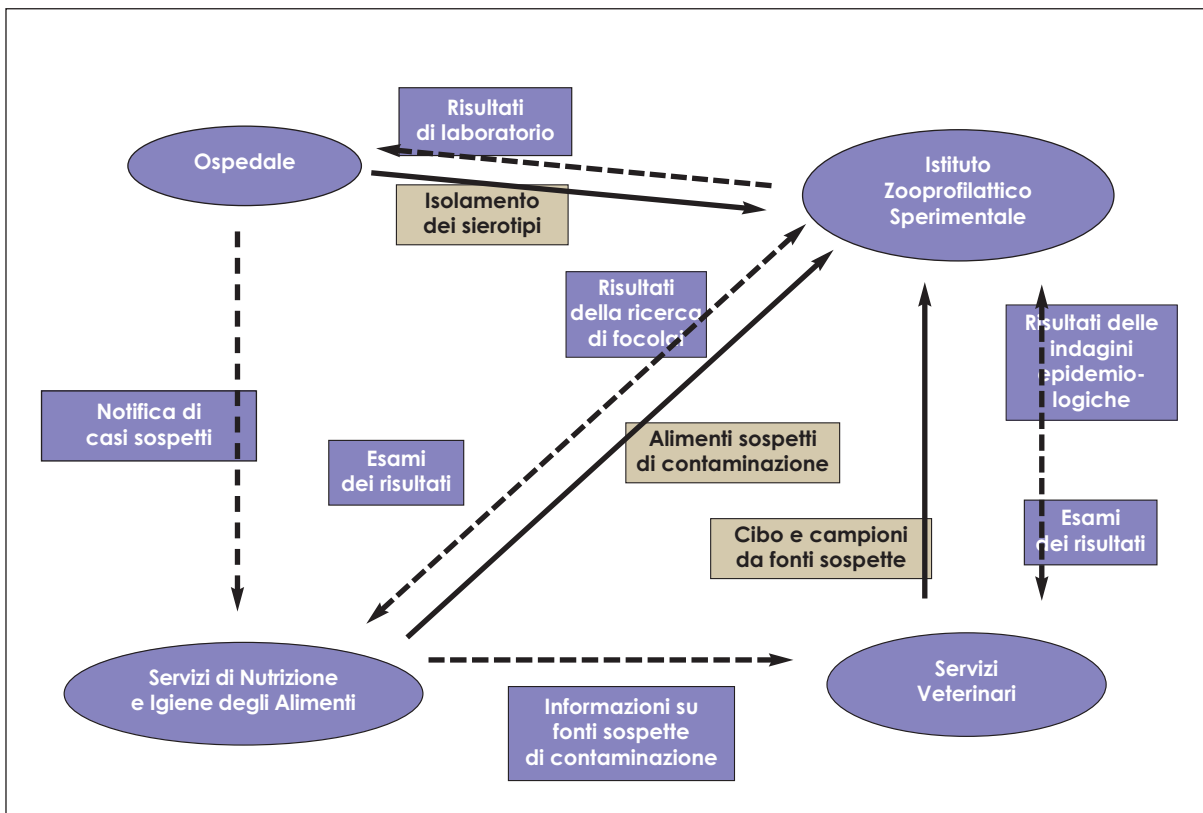 Risultati
di laboratorio
Ospedale
Istituto
Zooprofilattico
Sperimentale
Isolamento
dei sierotipi
Risultati
della ricerca
di focolai
Risultati delle
indagini
epidemio-
logiche
Notifica di
casi sospetti
Alimenti sospetti
di contaminazione
Esami
dei risultati
Cibo e campioni
da fonti sospette
Esami
dei risultati
Servizi di Nutrizione
e Igiene degli Alimenti
Servizi
Veterinari
Informazioni su
fonti sospette
di contaminazione